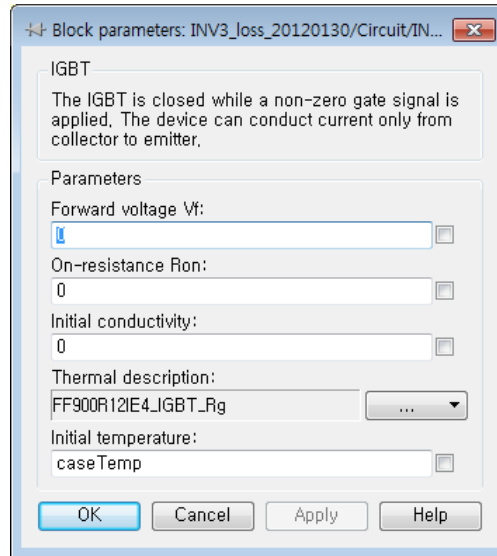 Block parameters: INV3_loss_20120130/Circuit/IN...
IGBT
The IGBT is closed while a non-zero gate signal is
applied. The device can conduct current only from
collector to emitter.
Parameters
Forward voltage Vf:
0
On-resistance Ron:
0
Initial conductivity:
0
Thermal description:
FF900R12IE4_IGBT_Rg
...
Initial temperature:
caseTemp
OK
Cancel
Apply
Help